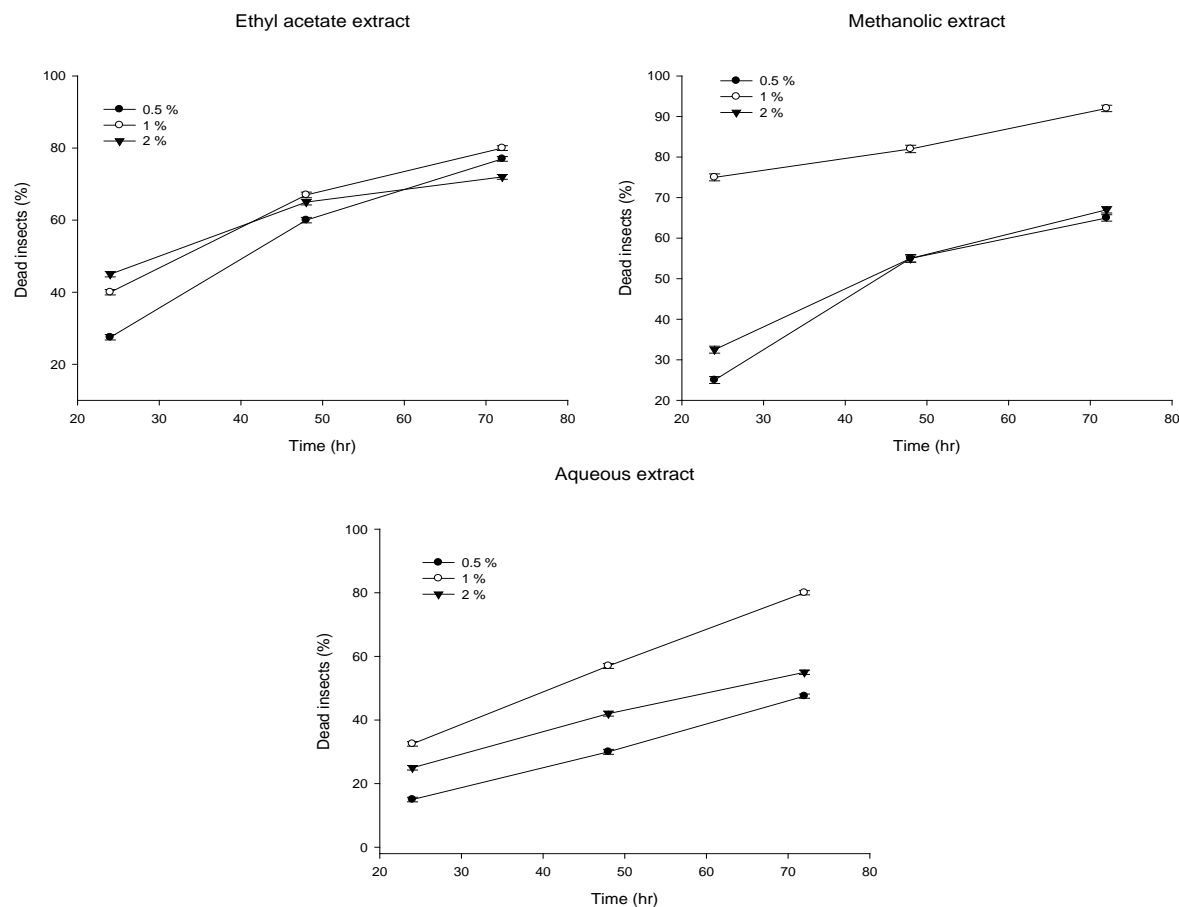 Ethyl acetate extract
100
80
60
40
20
Dead insects (%)
0.5 %
1 %
2 %
20 30 40 50 60 70 80
Time (hr)
Methanolic extract
100
90
80
70
60
50
40
30
20
Dead insects (%)
0.5 %
1 %
2 %
20 30 40 50 60 70 80
Time (hr)
Aqueous extract
100
80
60
40
20
0
Dead insects (%)
0.5 %
1 %
2 %
20 30 40 50 60 70 80
Time (hr)